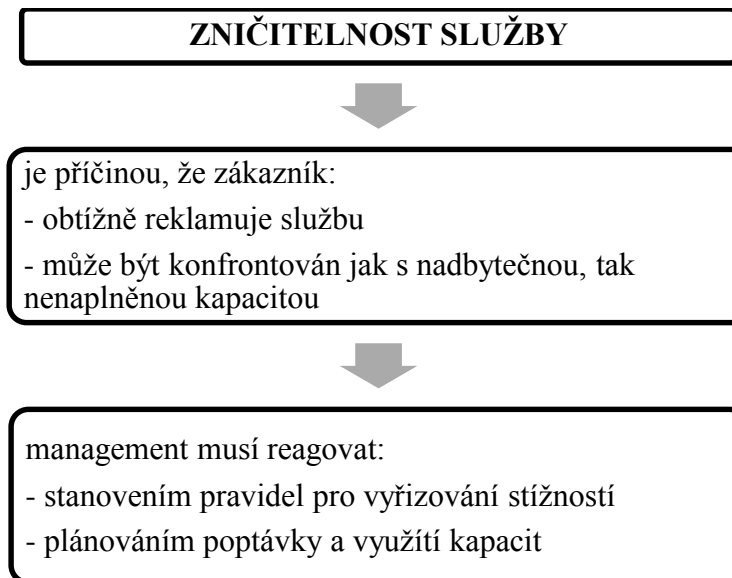 ZNIČITELNOST SLUŽBY
je příčinou, že zákazník:
- obtížně reklamuje službu
- může být konfrontován jak s nadbytečnou, tak
nenaplněnou kapacitou
management musí reagovat:
- stanovením pravidel pro vyřizování stížností
- plánováním poptávky a využítí kapacit